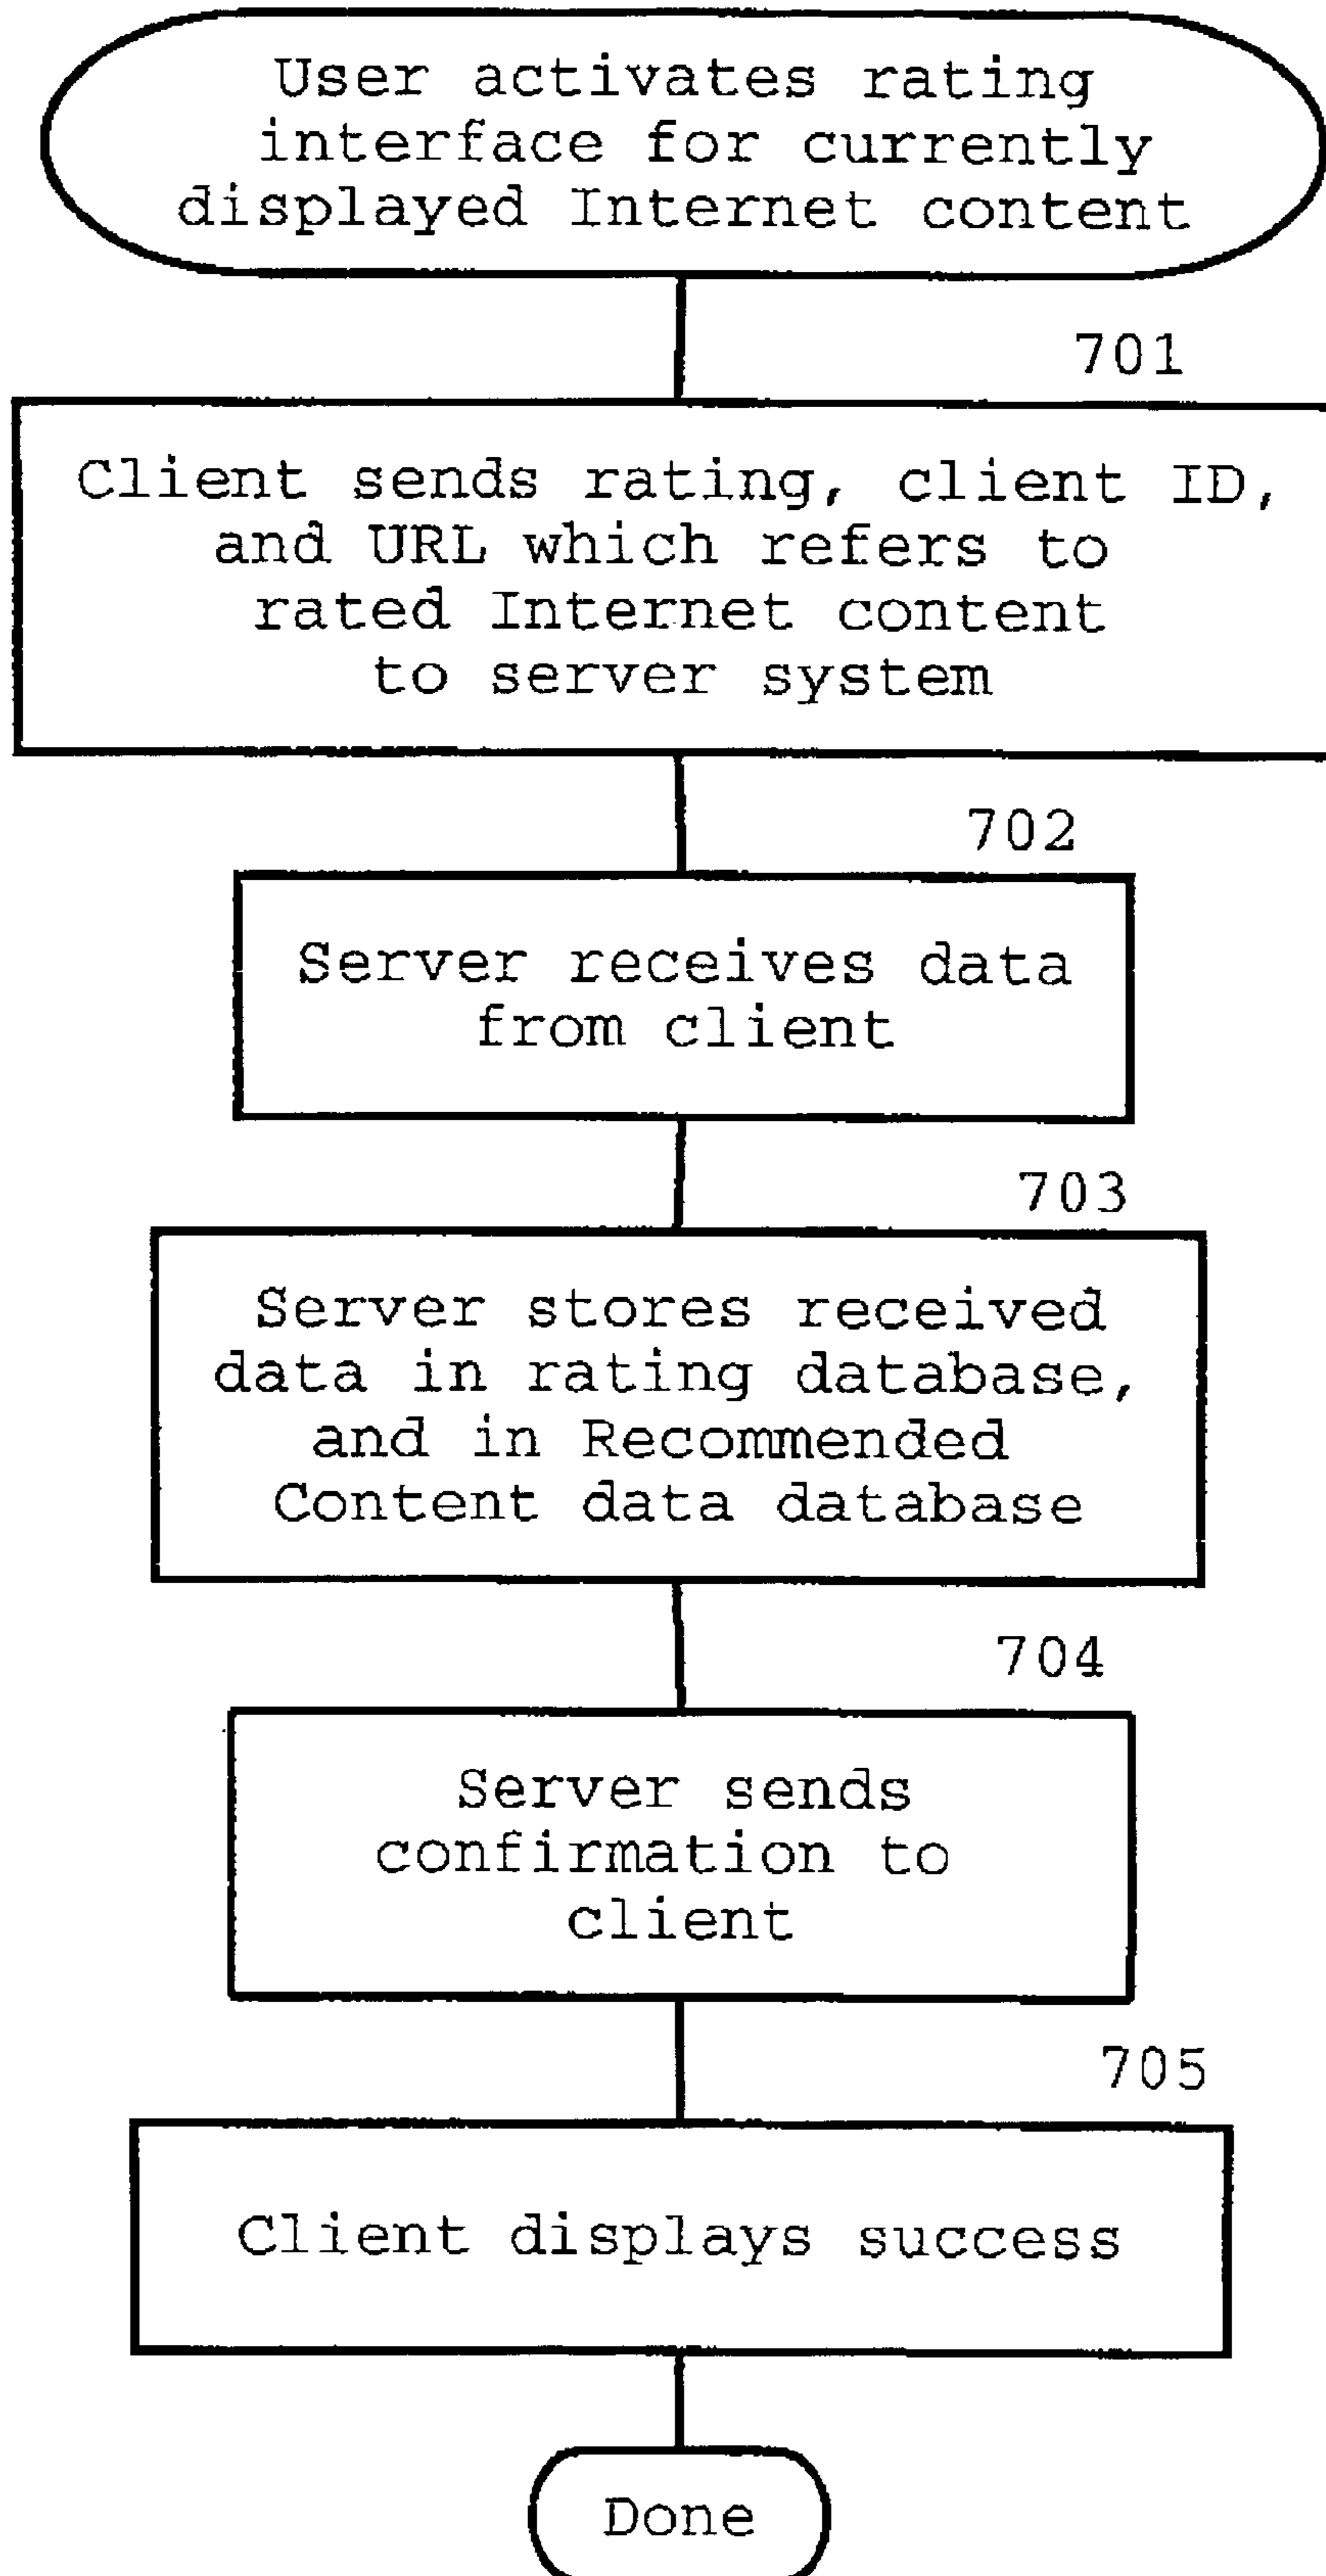 User activates rating
interface for currently
displayed Internet content
701
Client sends rating, client ID,
and URL which refers to
rated Internet content
to server system
702
Server receives data
from client
703
Server stores received
data in rating database,
and in Recommended
Content data database
704
Server sends
confirmation to
client
705
Client displays success
Done